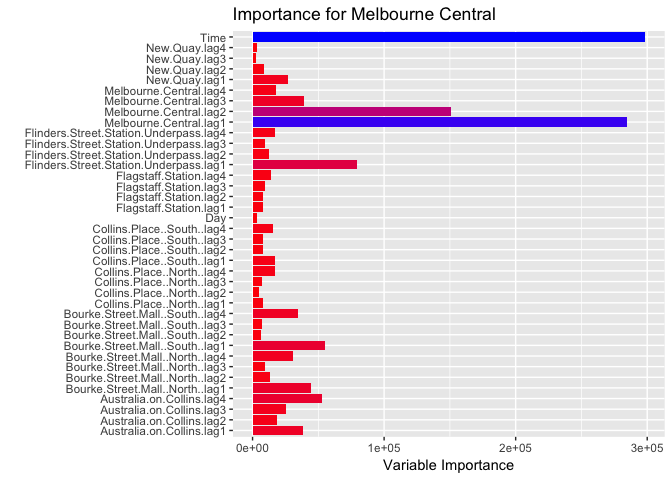 Importance for Melbourne Central
Time
New.Quay.lag4
New.Quay.lag3
New.Quay.lag2
New.Quay.lag1
Melbourne.Central.lag4
Melbourne.Central.lag3
Melbourne.Central.lag2
Melbourne.Central.lag1
Flinders.Street.Station.Underpass.lag4
Flinders.Street.Station.Underpass.lag3
Flinders.Street.Station.Underpass.lag2
Flinders.Street.Station.Underpass.lag1
Flagstaff.Station.lag4
Flagstaff.Station.lag3
Flagstaff.Station.lag2
Flagstaff.Station.lag1
Day
Collins.Place..South..lag4
Collins.Place..South..lag3
Collins.Place..South..lag2
Collins.Place..South..lag1
Collins.Place..North..lag4
Collins.Place..North..lag3
Collins.Place..North..lag2
Collins.Place..North..lag1
Bourke.Street.Mall..South..lag4
Bourke.Street.Mall..South..lag3
Bourke.Street.Mall..South..lag2
Bourke.Street.Mall..South..lag1
Bourke.Street.Mall..North..lag4
Bourke.Street.Mall..North..lag3
Bourke.Street.Mall..North..lag2
Bourke.Street.Mall..North..lag1
Australia.on.Collins.lag4
Australia.on.Collins.lag3
Australia.on.Collins.lag2
Australia.on.Collins.lag1
0e+00 1e+05 2e+05 3e+05
Variable Importance